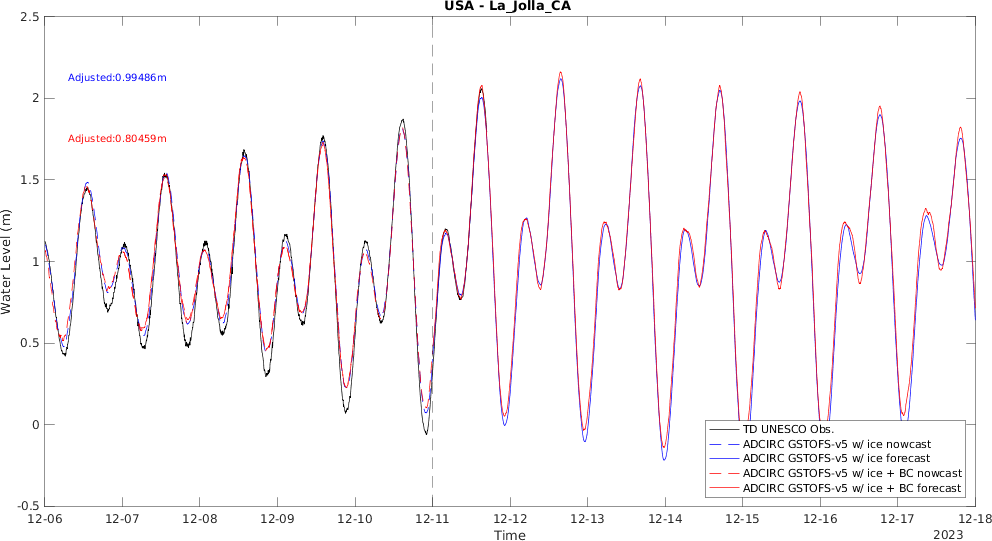 USA - La_Jolla_CA
Adjusted:0.99486m
Adjusted:0.80459m
Water Level (m)
2.5
2
1.5
1
0.5
0
-0.5
TD UNESCO Obs.
ADCIRC GSTOFS-v5 w/ ice nowcast
ADCIRC GSTOFS-v5 w/ ice forecast
ADCIRC GSTOFS-v5 w/ ice + BC nowcast
ADCIRC GSTOFS-v5 w/ ice + BC forecast
12-06 12-07 12-08 12-09 12-10 12-11 12-12 12-13 12-14 12-15 12-16 12-17 12-18
Time
2023